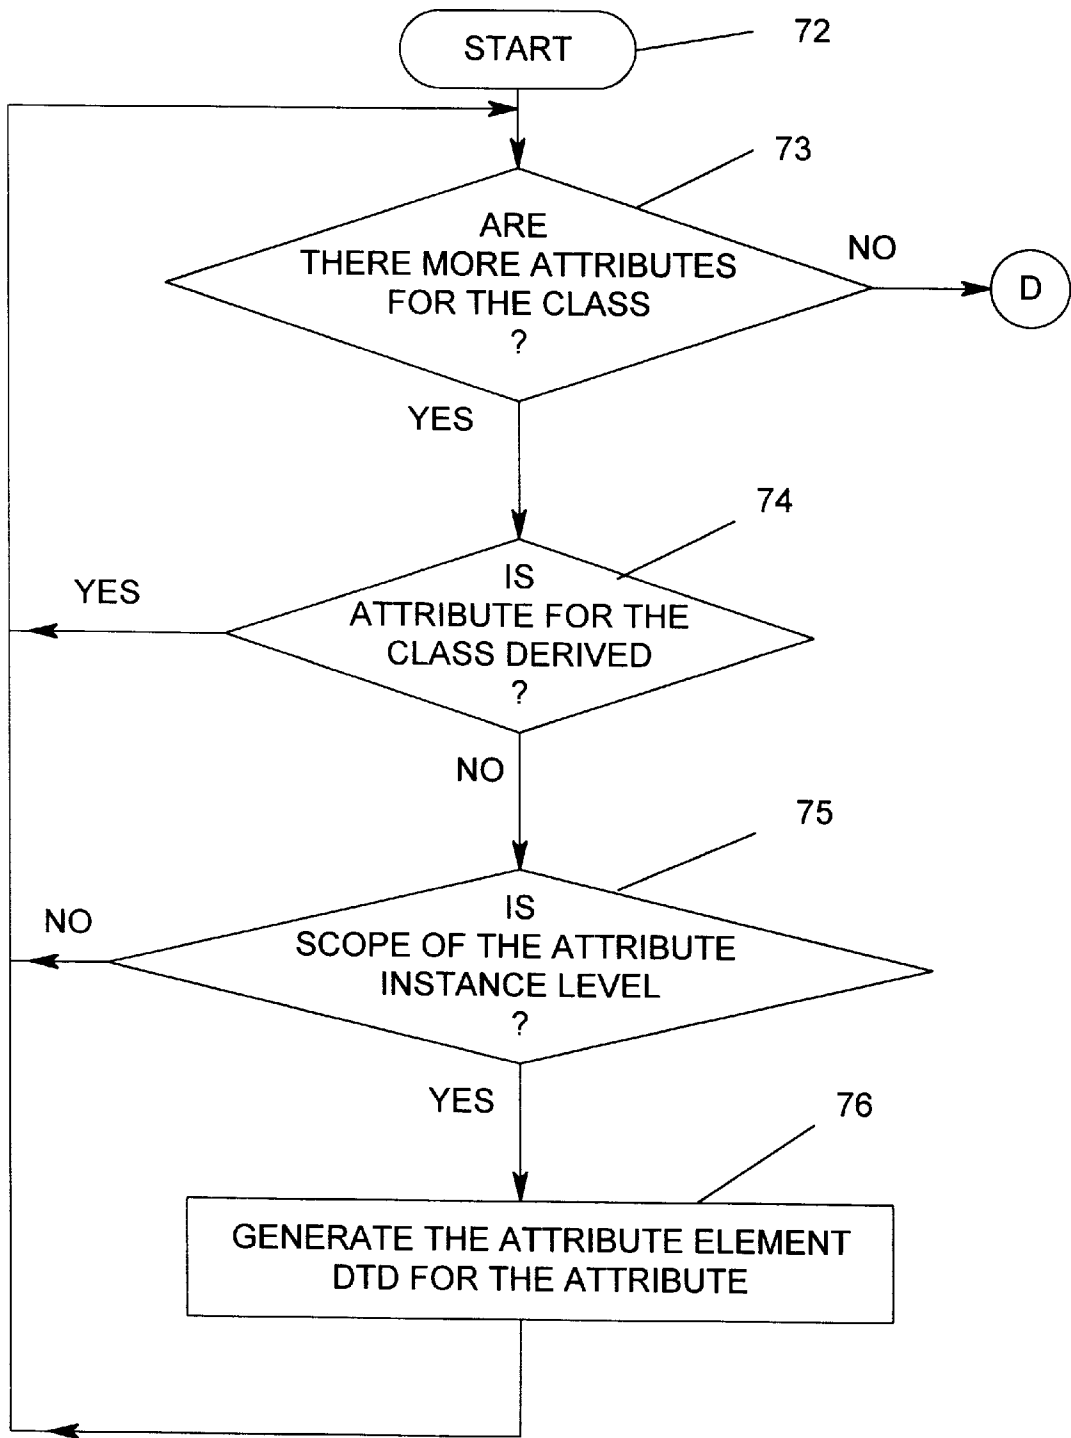 START
72
73
ARE
THERE MORE ATTRIBUTES
FOR THE CLASS
?
NO
D
YES
74
IS
ATTRIBUTE FOR THE
CLASS DERIVED
?
YES
NO
75
IS
SCOPE OF THE ATTRIBUTE
INSTANCE LEVEL
?
NO
YES
76
GENERATE THE ATTRIBUTE ELEMENT
DTD FOR THE ATTRIBUTE